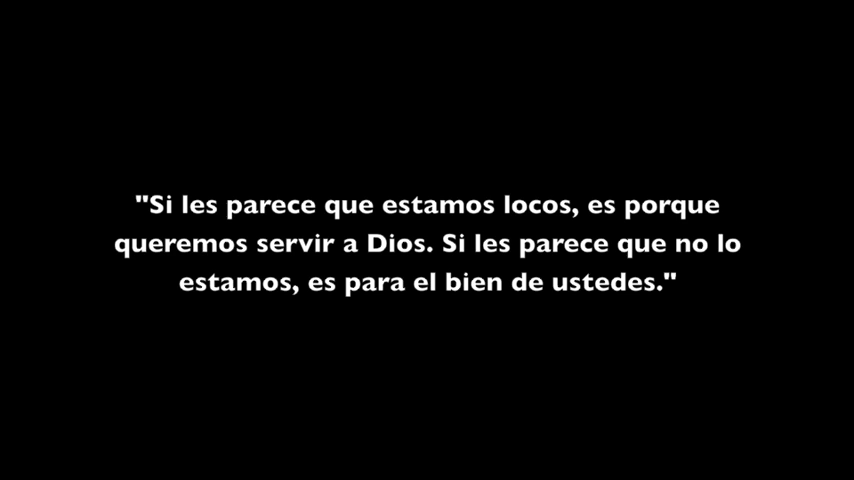 "Si les parece que estamos locos, es porque
queremos servir a Dios. Si les parece que no lo
estamos, es para el bien de ustedes."